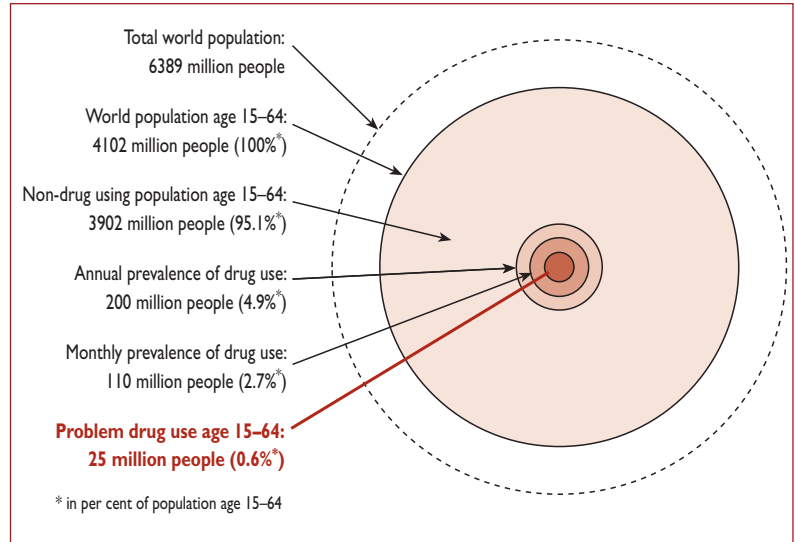 Total world population:
6389 million people
World population age 15–64:
4102 million people (100%*)
Non-drug using population age 15–64:
3902 million people (95.1%*)
Annual prevalence of drug use:
200 million people (4.9%*)
Monthly prevalence of drug use:
110 million people (2.7%*)
Problem drug use age 15–64:
25 million people (0.6%*)
* in per cent of population age 15–64